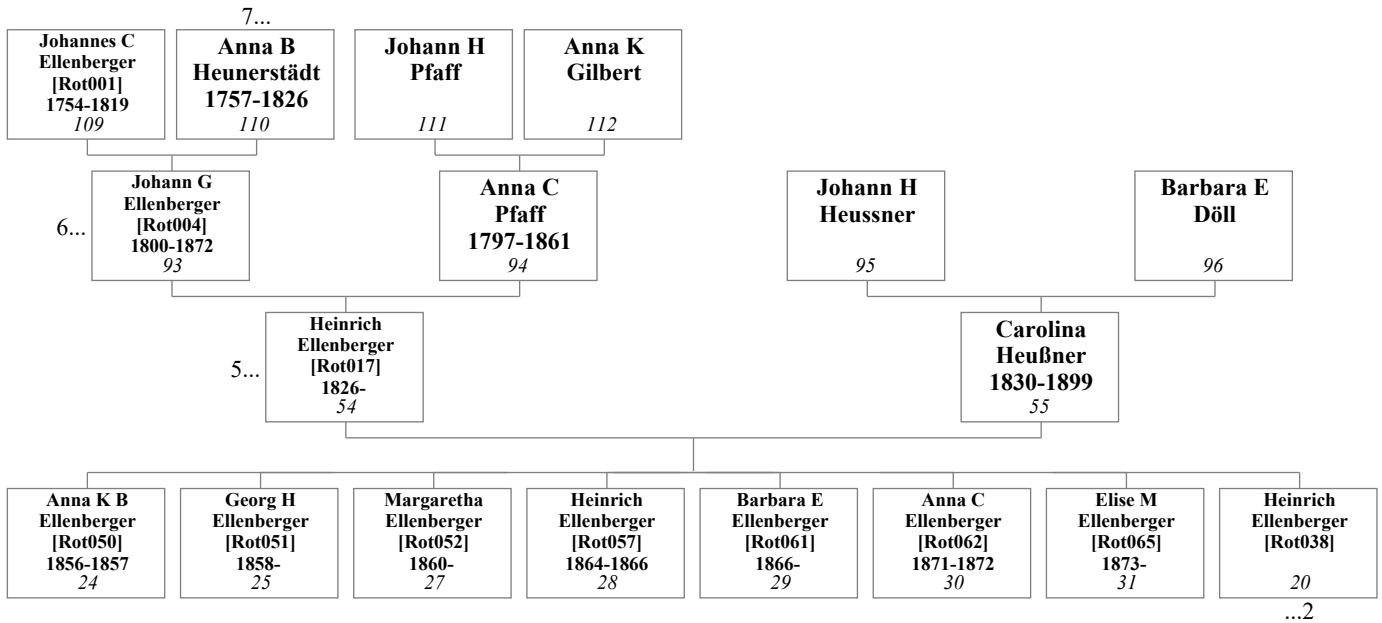 7...
Johannes C
Ellenberger
[Rot001]
1754-1819
109
Anna B
Heunerstädt
1757-1826
110
Johann H
Pfaff
111
Anna K
Gilbert
112
6...
Johann G
Ellenberger
[Rot004]
1800-1872
93
Anna C
Pfaff
1797-1861
94
Johann H
Heussner
95
Barbara E
Döll
96
5...
Heinrich
Ellenberger
[Rot017]
1826-
54
Carolina
Heußner
1830-1899
55
Anna K B
Ellenberger
[Rot050]
1856-1857
24
Georg H
Ellenberger
[Rot051]
1858-
25
Margaretha
Ellenberger
[Rot052]
1860-
27
Heinrich
Ellenberger
[Rot057]
1864-1866
28
Barbara E
Ellenberger
[Rot061]
1866-
29
Anna C
Ellenberger
[Rot062]
1871-1872
30
Elise M
Ellenberger
[Rot065]
1873-
31
Heinrich
Ellenberger
[Rot038]
20
...2